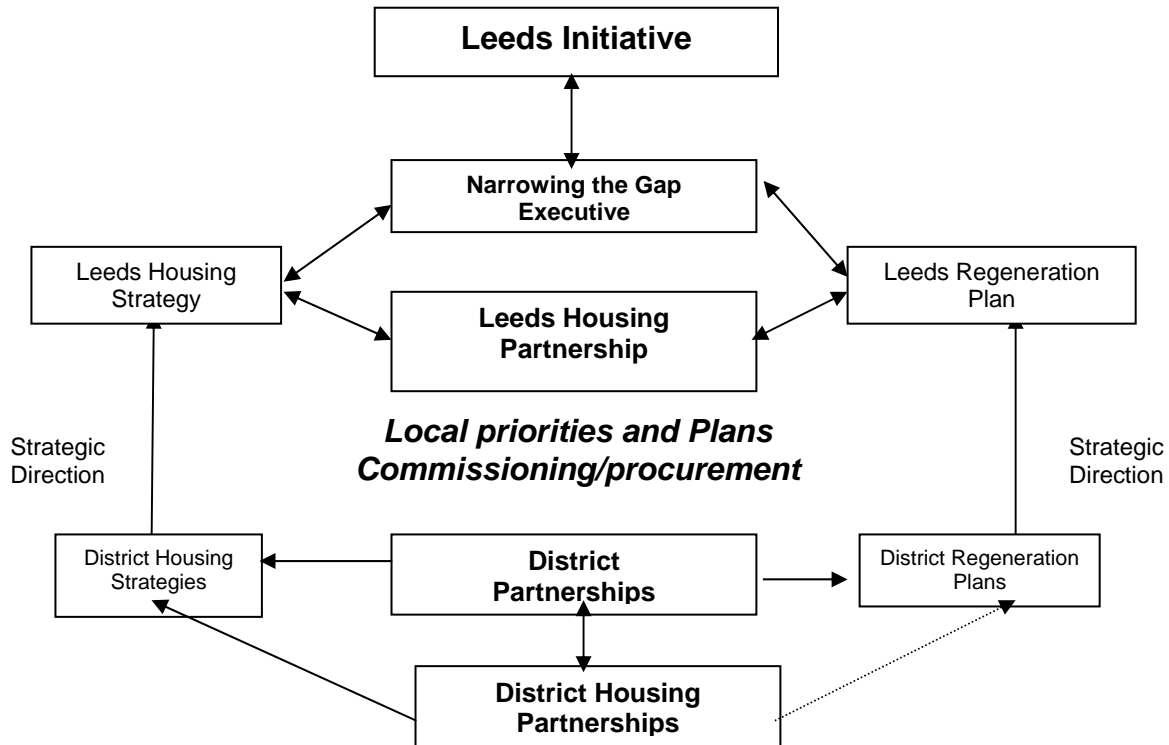 Leeds Initiative
Narrowing the Gap
Executive
Leeds Housing
Strategy
Leeds Regeneration
Plan
Leeds Housing
Partnership
Local priorities and Plans
Commissioning/procurement
Strategic
Direction
Strategic
Direction
District Housing
Strategies
District
Partnerships
District Regeneration
Plans
District Housing
Partnerships